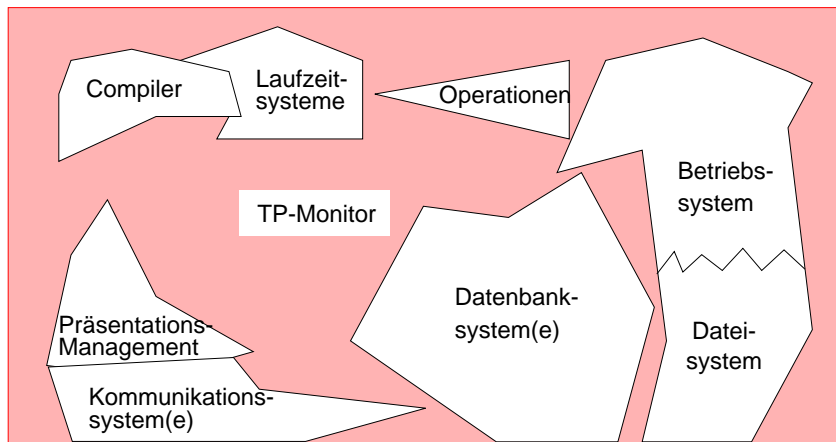 Compiler
Laufzeit-
systeme
Operationen
Betriebs-
system
TP-Monitor
Datenbank-
system(e)
Präsentations-
Management
Datei-
system
Kommunikations-
system(e)